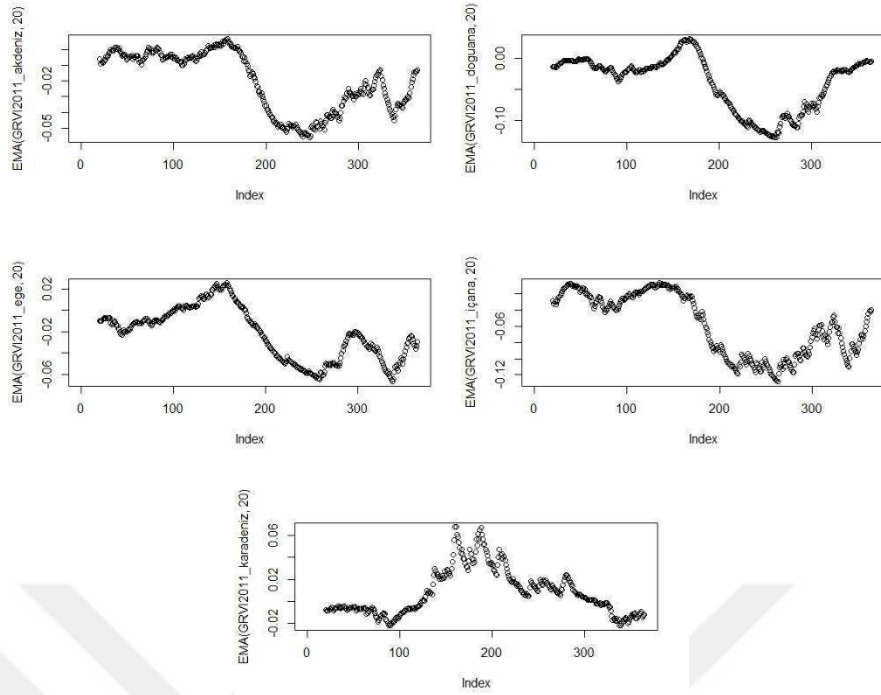 EMA(GRVI2011_akdeniz, 20)
-0.02
-0.05
0 100 200 300
Index
EMA(GRVI2011_doguana, 20)
0.00
-0.10
0 100 200 300
Index
EMA(GRVI2011_ege, 20)
0.02
-0.02
-0.06
0 100 200 300
Index
EMA(GRVI2011_içana, 20)
-0.06
-0.12
0 100 200 300
Index
EMA(GRVI2011_karadeniz, 20)
0.06
0.02
-0.02
0 100 200 300
Index